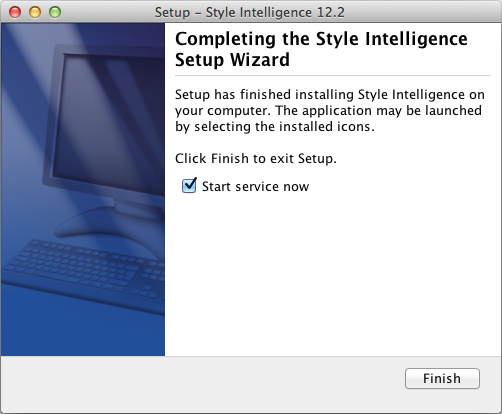 Setup – Style Intelligence 12.2
Completing the Style Intelligence
Setup Wizard
Setup has finished installing Style Intelligence on
your computer. The application may be launched
by selecting the installed icons.
Click Finish to exit Setup.
Start service now
Finish